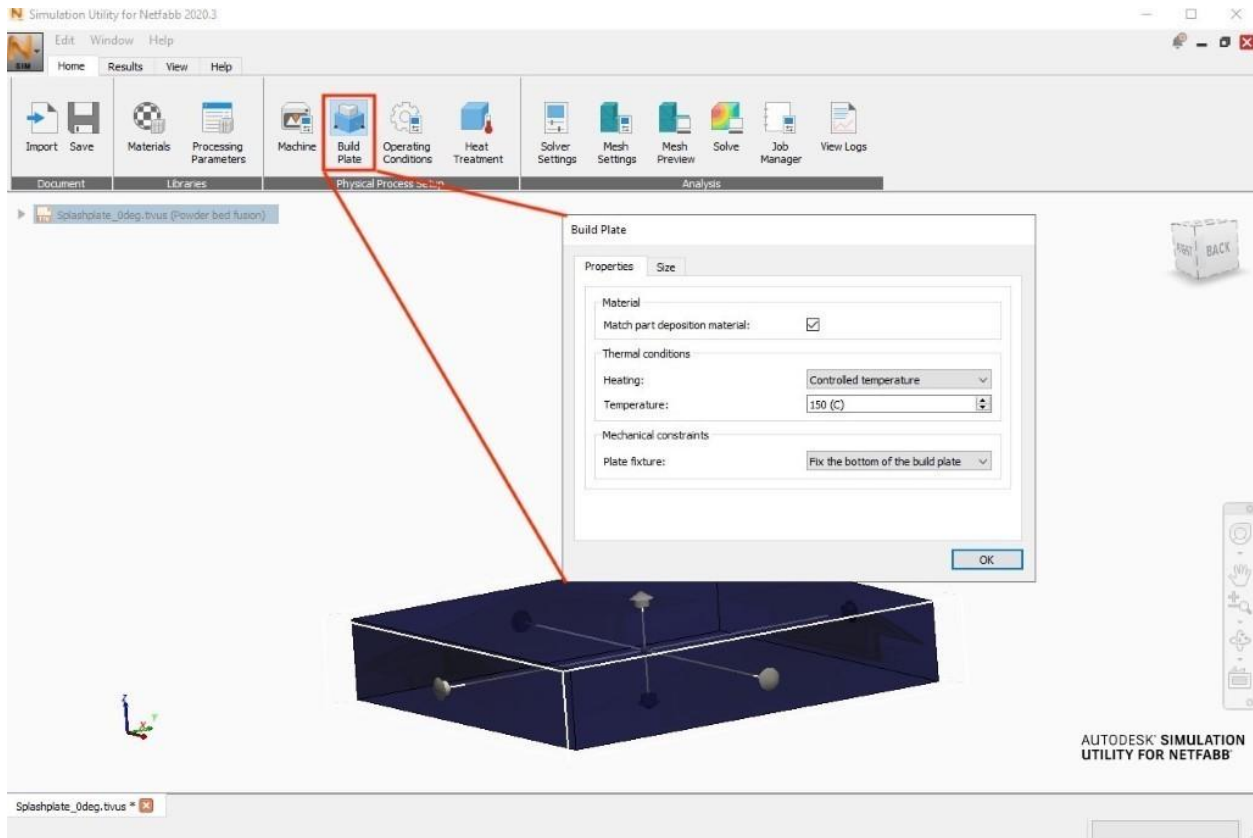 Simulation Utility for Netfabb 2020.3
Edit Window Help
SIM
Home Results View Help
Import Save Materials Processing Parameters Machine Build Plate Operating Conditions Heat Treatment Solver Settings Mesh Settings Mesh Preview Solve Job Manager View Logs
Document Libraries Physical Process Setup Analysis
Splashplate_0deg.tivus (Powder bed fusion)
Build Plate
Properties Size
Material
Match part deposition material:
Thermal conditions
Heating: Controlled temperature
Temperature: 150 (C)
Mechanical constraints
Plate fixture: Fix the bottom of the build plate
OK
BACK
Z
X Y
AUTODESK® SIMULATION
UTILITY FOR NETFABB®
Splashplate_0deg.tivus *